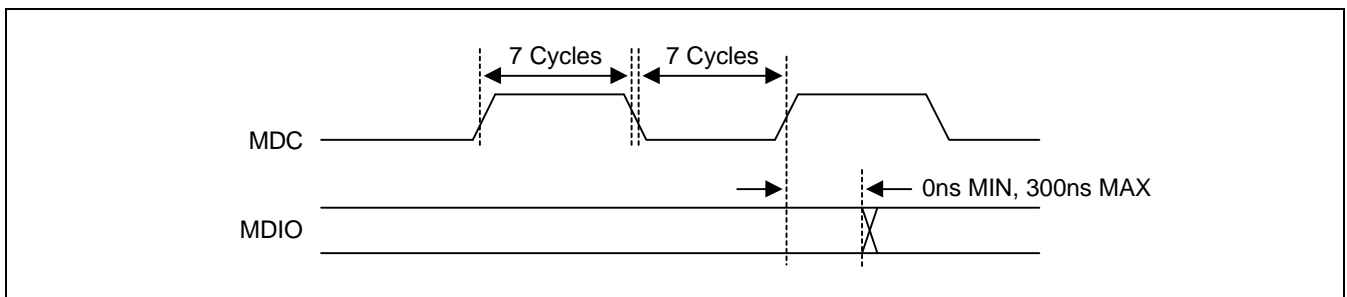 7 Cycles
7 Cycles
MDC
0ns MIN, 300ns MAX
MDIO